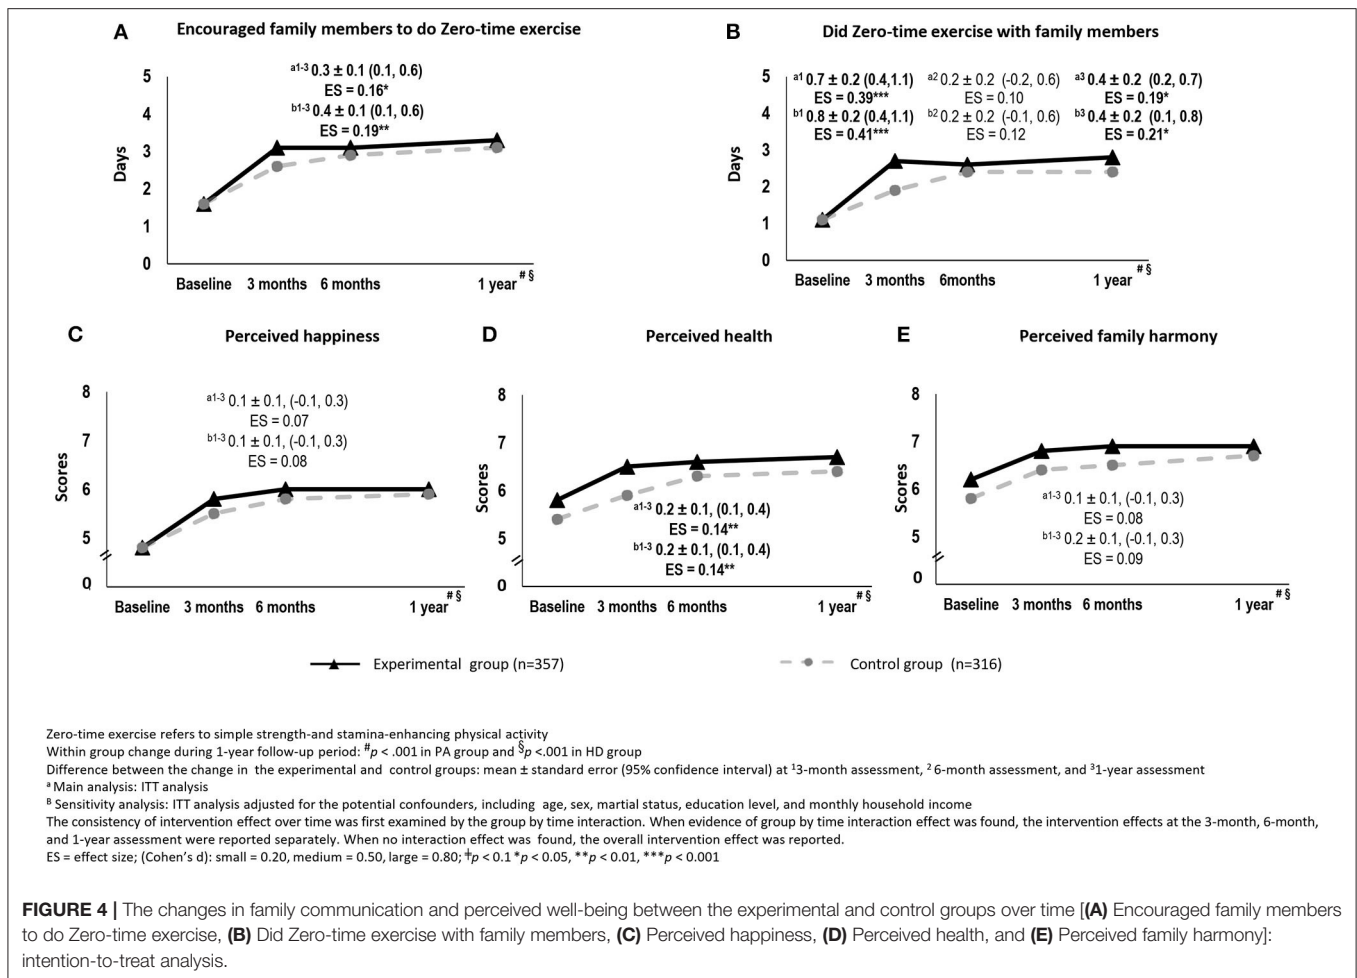 A Encouraged family members to do Zero-time exercise
a1-3 0.3 ± 0.1 (0.1, 0.6)
ES = 0.16*
b1-3 0.4 ± 0.1 (0.1, 0.6)
ES = 0.19**
Days
5
4
3
2
1
0
Baseline 3 months 6 months 1 year # §
B Did Zero-time exercise with family members
a1 0.7 ± 0.2 (0.4,1.1) a2 0.2 ± 0.2 (-0.2, 0.6) a3 0.4 ± 0.2 (0.2, 0.7)
ES = 0.39*** ES = 0.10 ES = 0.19*
b1 0.8 ± 0.2 (0.4,1.1) b2 0.2 ± 0.2 (-0.1, 0.6) b3 0.4 ± 0.2 (0.1, 0.8)
ES = 0.41*** ES = 0.12 ES = 0.21*
Days
5
4
3
2
1
0
Baseline 3 months 6months 1 year # §
C Perceived happiness
a1-3 0.1 ± 0.1, (-0.1, 0.3)
ES = 0.07
b1-3 0.1 ± 0.1, (-0.1, 0.3)
ES = 0.08
Scores
8
7
6
5
0
Baseline 3 months 6 months 1 year # §
D Perceived health
Scores
8
7
6
5
0
a1-3 0.2 ± 0.1, (0.1, 0.4)
ES = 0.14**
b1-3 0.2 ± 0.1, (0.1, 0.4)
ES = 0.14**
Baseline 3 months 6 months 1 year # §
E Perceived family harmony
Scores
8
7
6
5
0
a1-3 0.1 ± 0.1, (-0.1, 0.3)
ES = 0.08
b1-3 0.2 ± 0.1, (-0.1, 0.3)
ES = 0.09
Baseline 3 months 6 months 1 year # §
Experimental group (n=357) Control group (n=316)
Zero-time exercise refers to simple strength-and stamina-enhancing physical activity
Within group change during 1-year follow-up period: #p < .001 in PA group and §p <.001 in HD group
Difference between the change in the experimental and control groups: mean ± standard error (95% confidence interval) at 13-month assessment, 2 6-month assessment, and 31-year assessment
a Main analysis: ITT analysis
B Sensitivity analysis: ITT analysis adjusted for the potential confounders, including age, sex, martial status, education level, and monthly household income
The consistency of intervention effect over time was first examined by the group by time interaction. When evidence of group by time interaction effect was found, the intervention effects at the 3-month, 6-month,
and 1-year assessment were reported separately. When no interaction effect was found, the overall intervention effect was reported.
ES = effect size; (Cohen's d): small = 0.20, medium = 0.50, large = 0.80; ǂp < 0.1 *p < 0.05, **p < 0.01, ***p < 0.001
FIGURE 4 | The changes in family communication and perceived well-being between the experimental and control groups over time [(A) Encouraged family members
to do Zero-time exercise, (B) Did Zero-time exercise with family members, (C) Perceived happiness, (D) Perceived health, and (E) Perceived family harmony]:
intention-to-treat analysis.